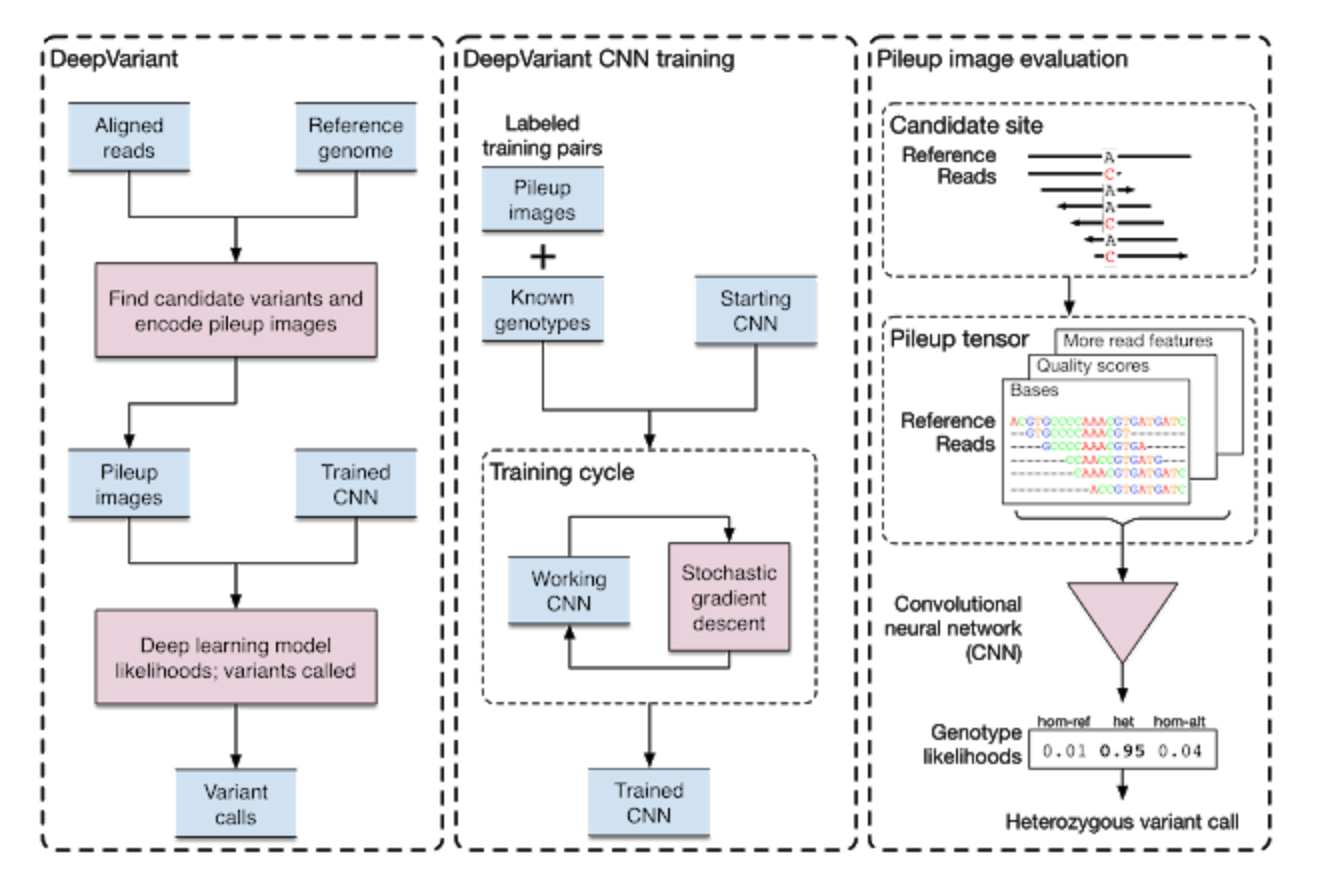 DeepVariant
Aligned
reads
Reference
genome
Find candidate variants and
encode pileup images
Pileup
images
Trained
CNN
Deep learning model
likelihoods; variants called
Variant
calls
DeepVariant CNN training
Labeled
training pairs
Pileup
images
+
Known
genotypes
Starting
CNN
Training cycle
Working
CNN
Stochastic
gradient
descent
Trained
CNN
Pileup image evaluation
Candidate site
Reference
Reads
A
C
A
A
C
A
C
Pileup tensor
More read features
Quality scores
Bases
Reference
Reads
ACGTGCCCCAAACGTGATGATC
--GTGCCCCAAACGT-------
----GCCCCAAACGTGA-----
-------CCAACCGTGATG---
--------CAAACGTGATGATC
----------ACCGTGATGATC
Convolutional
neural network
(CNN)
Genotype
likelihoods
hom-ref het hom-alt
0.01 0.95 0.04
Heterozygous variant call